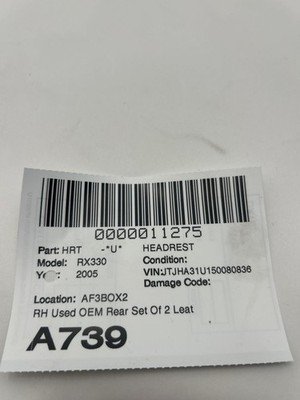 0000011275
Part: HRT -*U* HEADREST
Model: RX330 Condition:
Year: 2005 VIN:JTJHA31U150080836
Damage Code:
Location: AF3BOX2
RH Used OEM Rear Set Of 2 Leat
A739